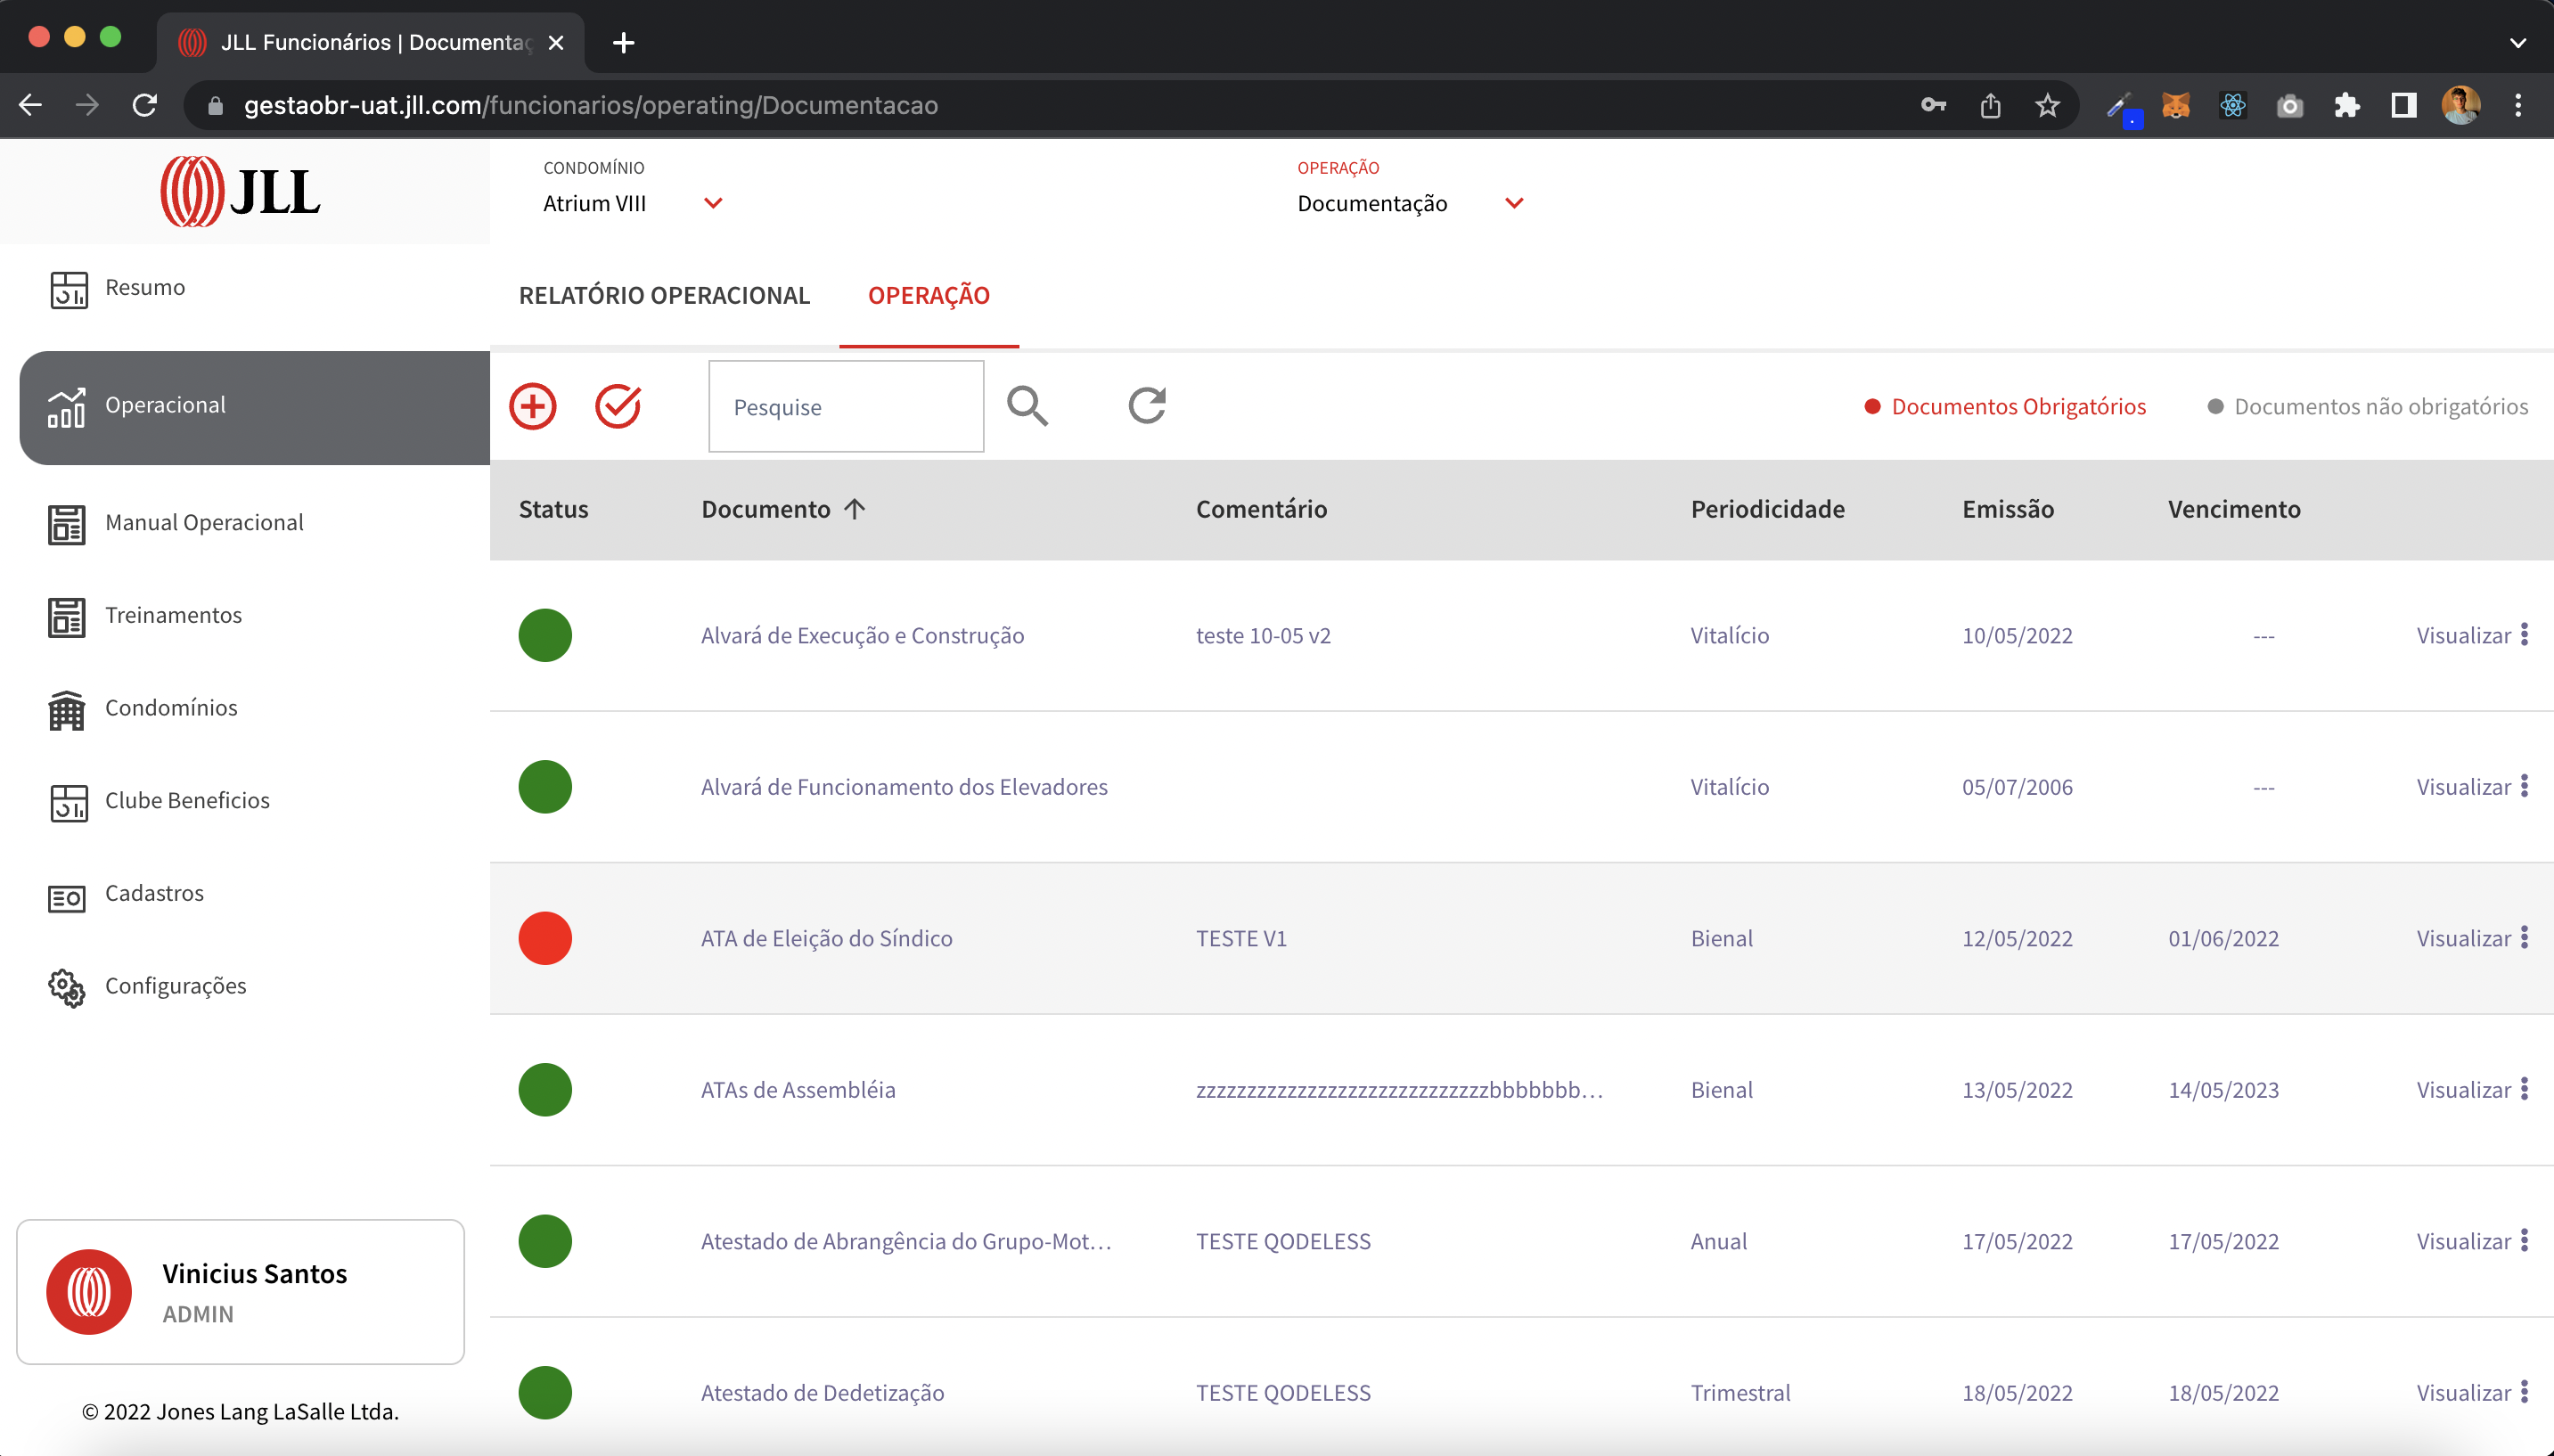 JLL Funcionários | Documentaç
gestaobr-uat.jll.com/funcionarios/operating/Documentacao
JLL
CONDOMÍNIO
Atrium VIII
OPERAÇÃO
Documentação
Resumo
Operacional
Manual Operacional
Treinamentos
Condomínios
Clube Beneficios
Cadastros
Configurações
Vinicius Santos
ADMIN
© 2022 Jones Lang LaSalle Ltda.
RELATÓRIO OPERACIONAL OPERAÇÃO
Pesquise Documentos Obrigatórios Documentos não obrigatórios
Status Documento Comentário Periodicidade Emissão Vencimento
Alvará de Execução e Construção teste 10-05 v2 Vitalício 10/05/2022 --- Visualizar
Alvará de Funcionamento dos Elevadores Vitalício 05/07/2006 --- Visualizar
ATA de Eleição do Síndico TESTE V1 Bienal 12/05/2022 01/06/2022 Visualizar
ATAs de Assembléia zzzzzzzzzzzzzzzzzzzzzzzzzzzzzbbbbbbb... Bienal 13/05/2022 14/05/2023 Visualizar
Atestado de Abrangência do Grupo-Mot... TESTE QODELESS Anual 17/05/2022 17/05/2022 Visualizar
Atestado de Dedetização TESTE QODELESS Trimestral 18/05/2022 18/05/2022 Visualizar